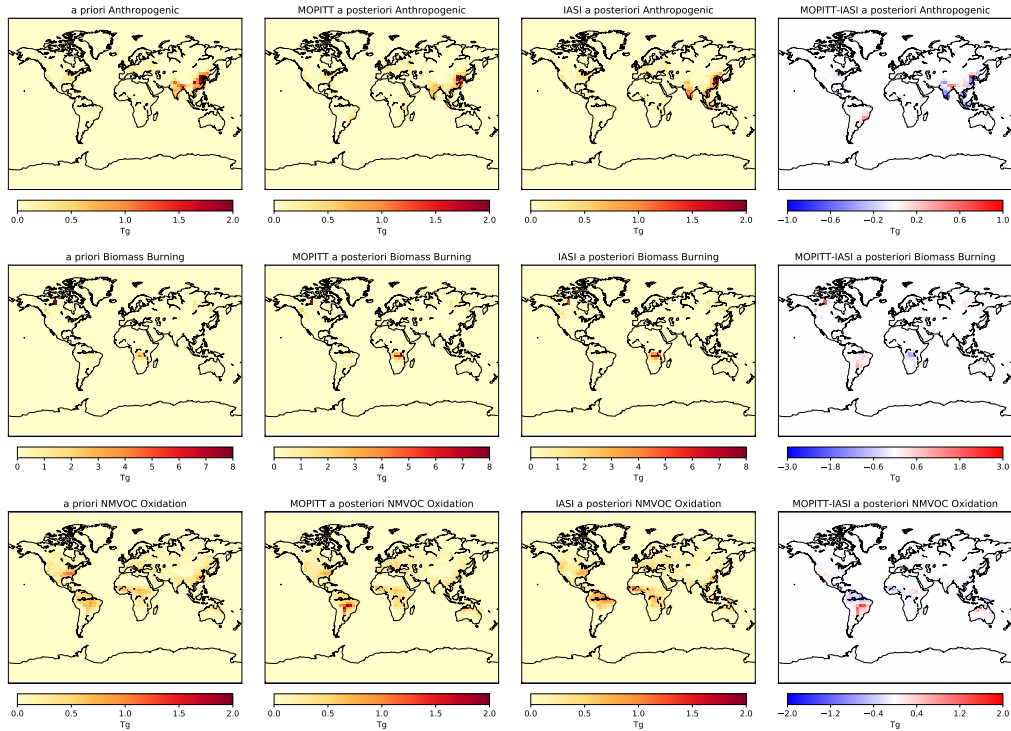 a priori Anthropogenic MOPITT a posteriori Anthropogenic IASI a posteriori Anthropogenic MOPITT-IASI a posteriori Anthropogenic
0.0 0.5 1.0 1.5 2.0 0.0 0.5 1.0 1.5 2.0 0.0 0.5 1.0 1.5 2.0 −1.0 −0.6 −0.2 0.2 0.6 1.0
Tg Tg Tg Tg
a priori Biomass Burning MOPITT a posteriori Biomass Burning IASI a posteriori Biomass Burning MOPITT-IASI a posteriori Biomass Burning
0 1 2 3 4 5 6 7 8 0 1 2 3 4 5 6 7 8 0 1 2 3 4 5 6 7 8 −3.0 −1.8 −0.6 0.6 1.8 3.0
Tg Tg Tg Tg
a priori NMVOC Oxidation MOPITT a posteriori NMVOC Oxidation IASI a posteriori NMVOC Oxidation MOPITT-IASI a posteriori NMVOC Oxidation
0.0 0.5 1.0 1.5 2.0 0.0 0.5 1.0 1.5 2.0 0.0 0.5 1.0 1.5 2.0 −2.0 −1.2 −0.4 0.4 1.2 2.0
Tg Tg Tg Tg